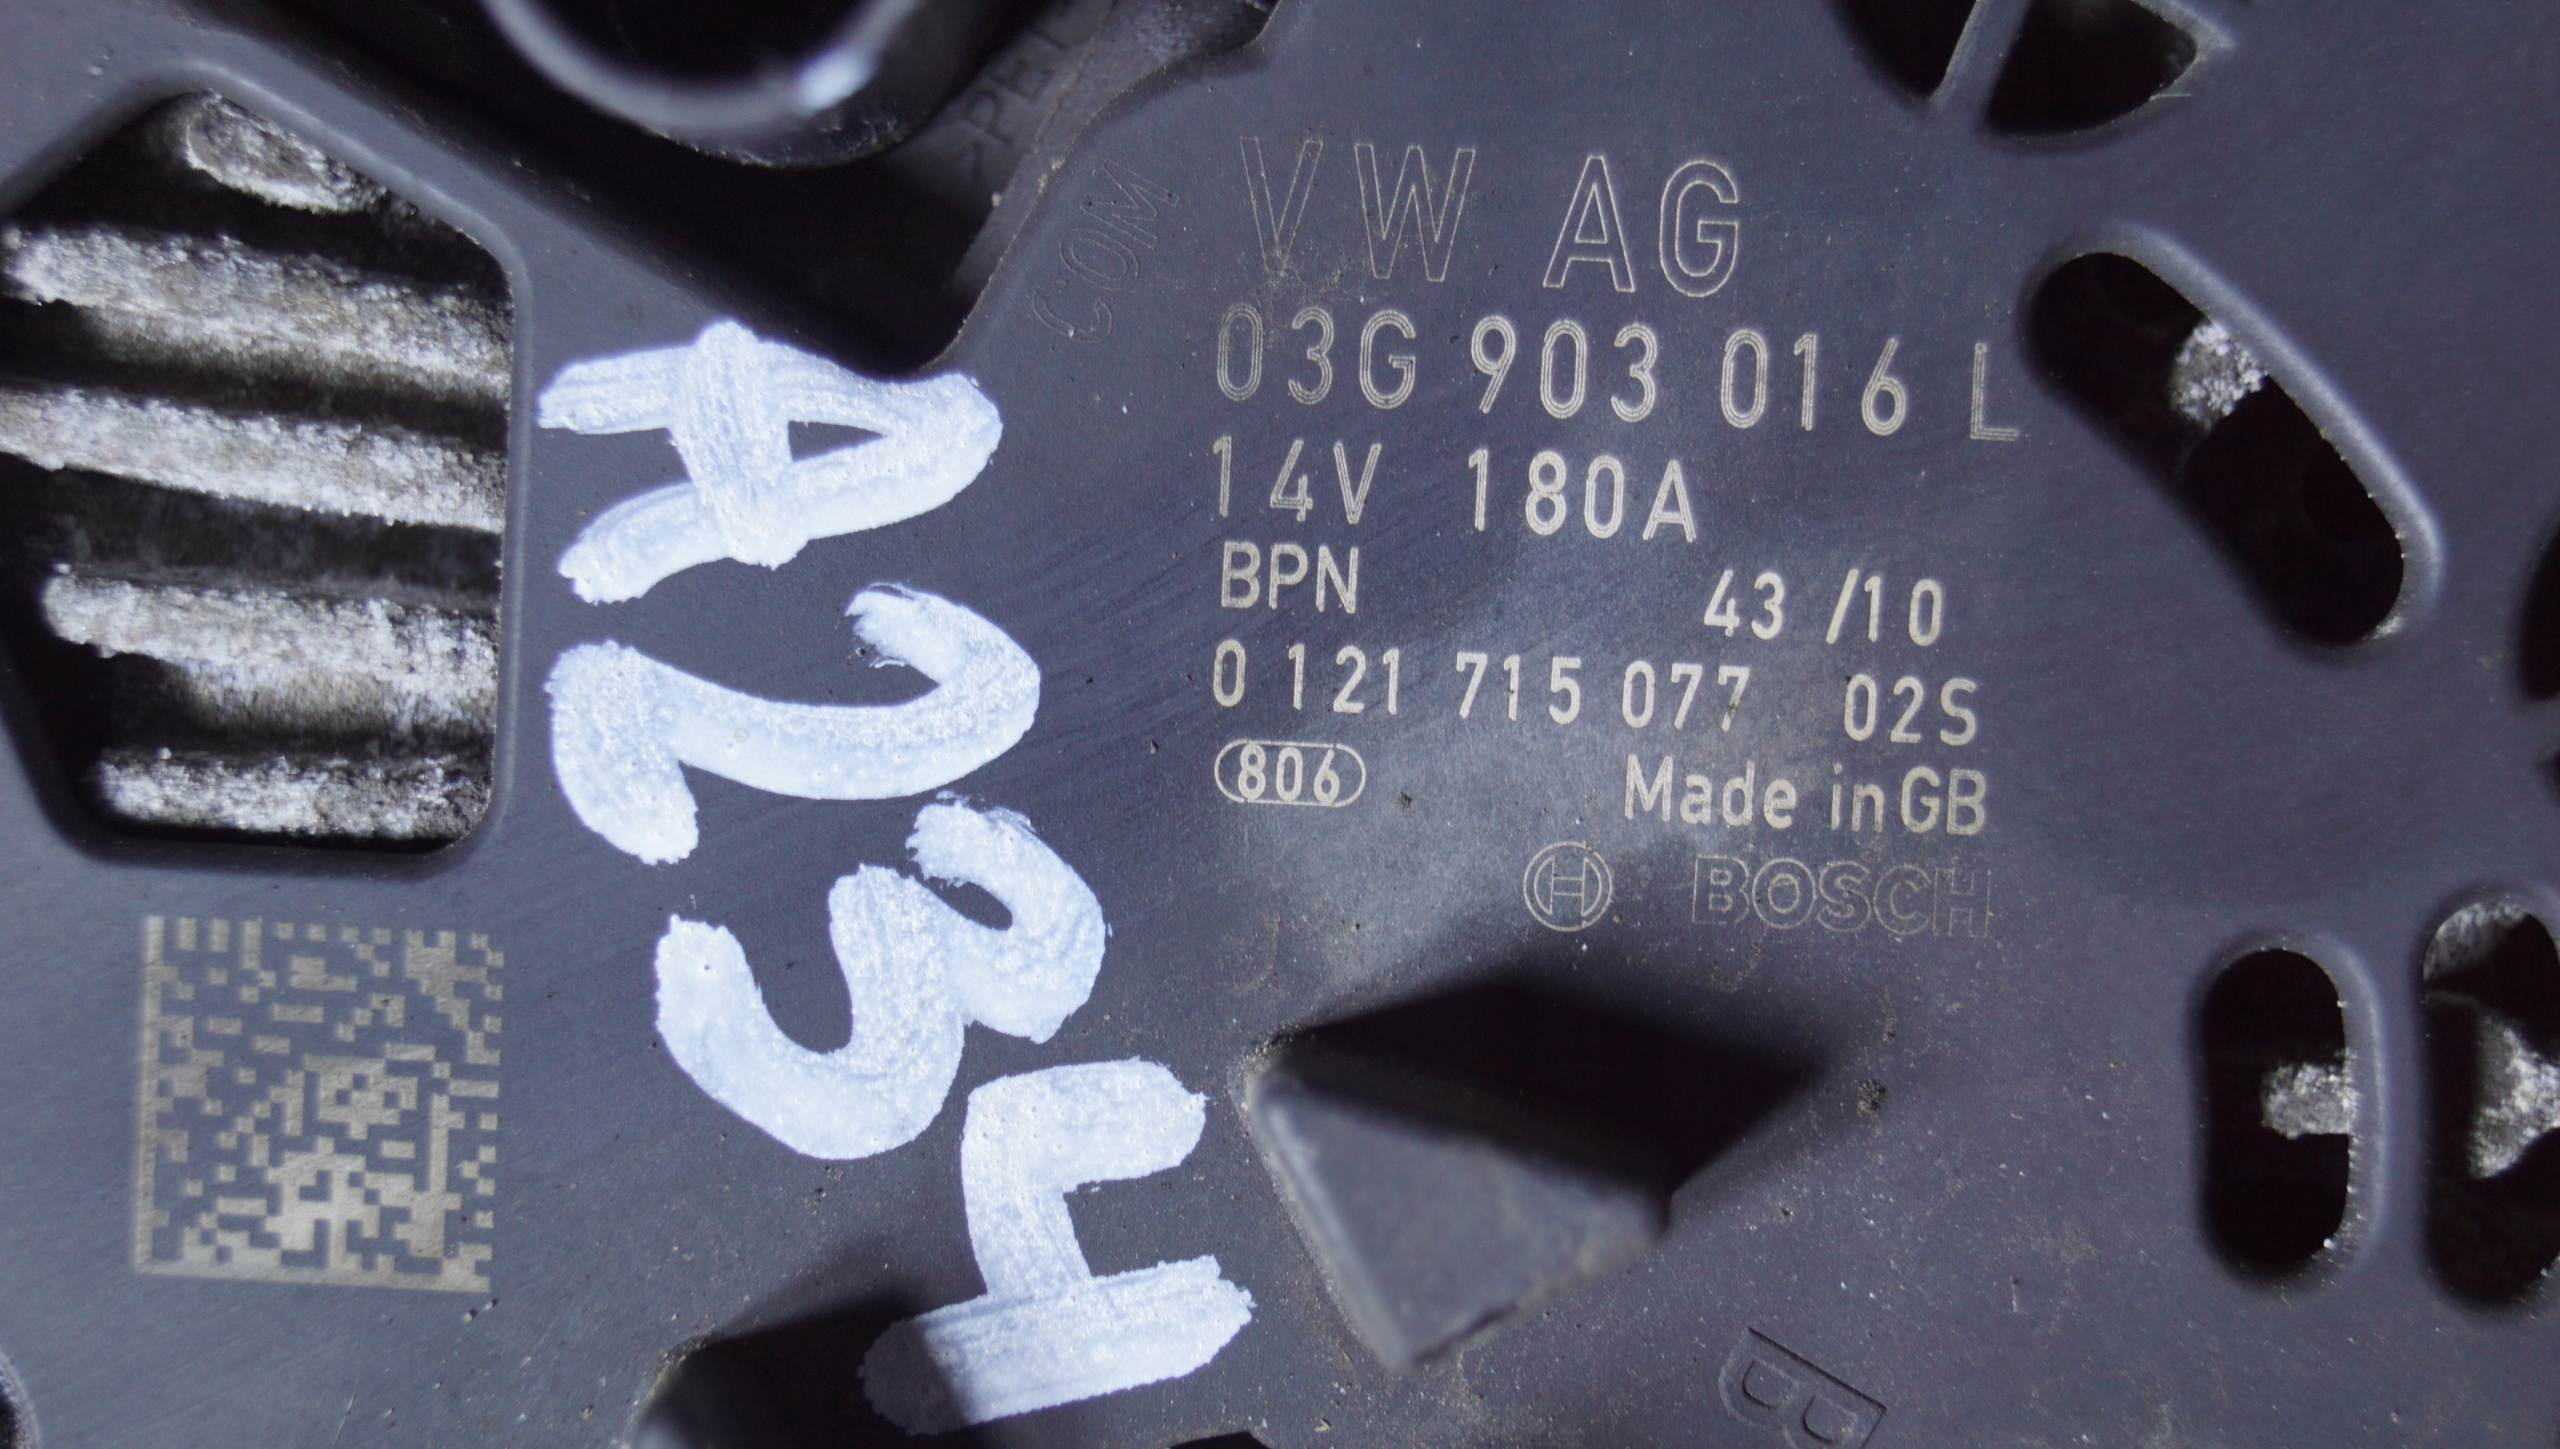 VW AG
03G 903 016 L
14V 180A
BPN 43 /10
0 121 715 077 02S
806 Made in GB
BOSCH
COM
A234
B